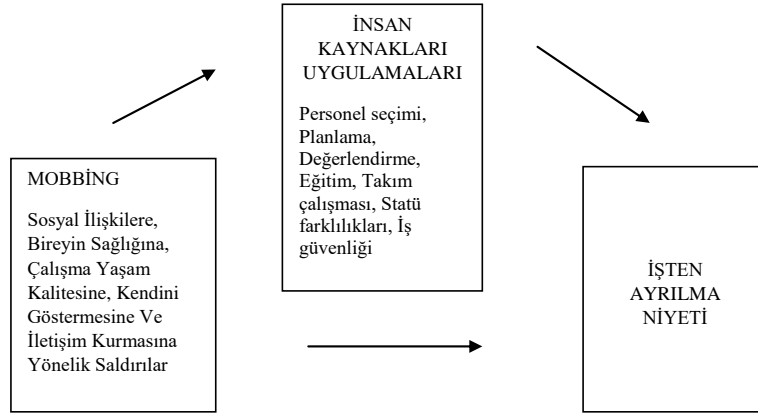 İNSAN
KAYNAKLARI
UYGULAMALARI
Personel seçimi,
Planlama,
Değerlendirme,
Eğitim, Takım
çalışması, Statü
farklılıkları, İş
güvenliği
MOBBİNG
Sosyal İlişkilere,
Bireyin Sağlığına,
Çalışma Yaşam
Kalitesine, Kendini
Göstermesine Ve
İletişim Kurmasına
Yönelik Saldırılar
İŞTEN
AYRILMA
NİYETİ